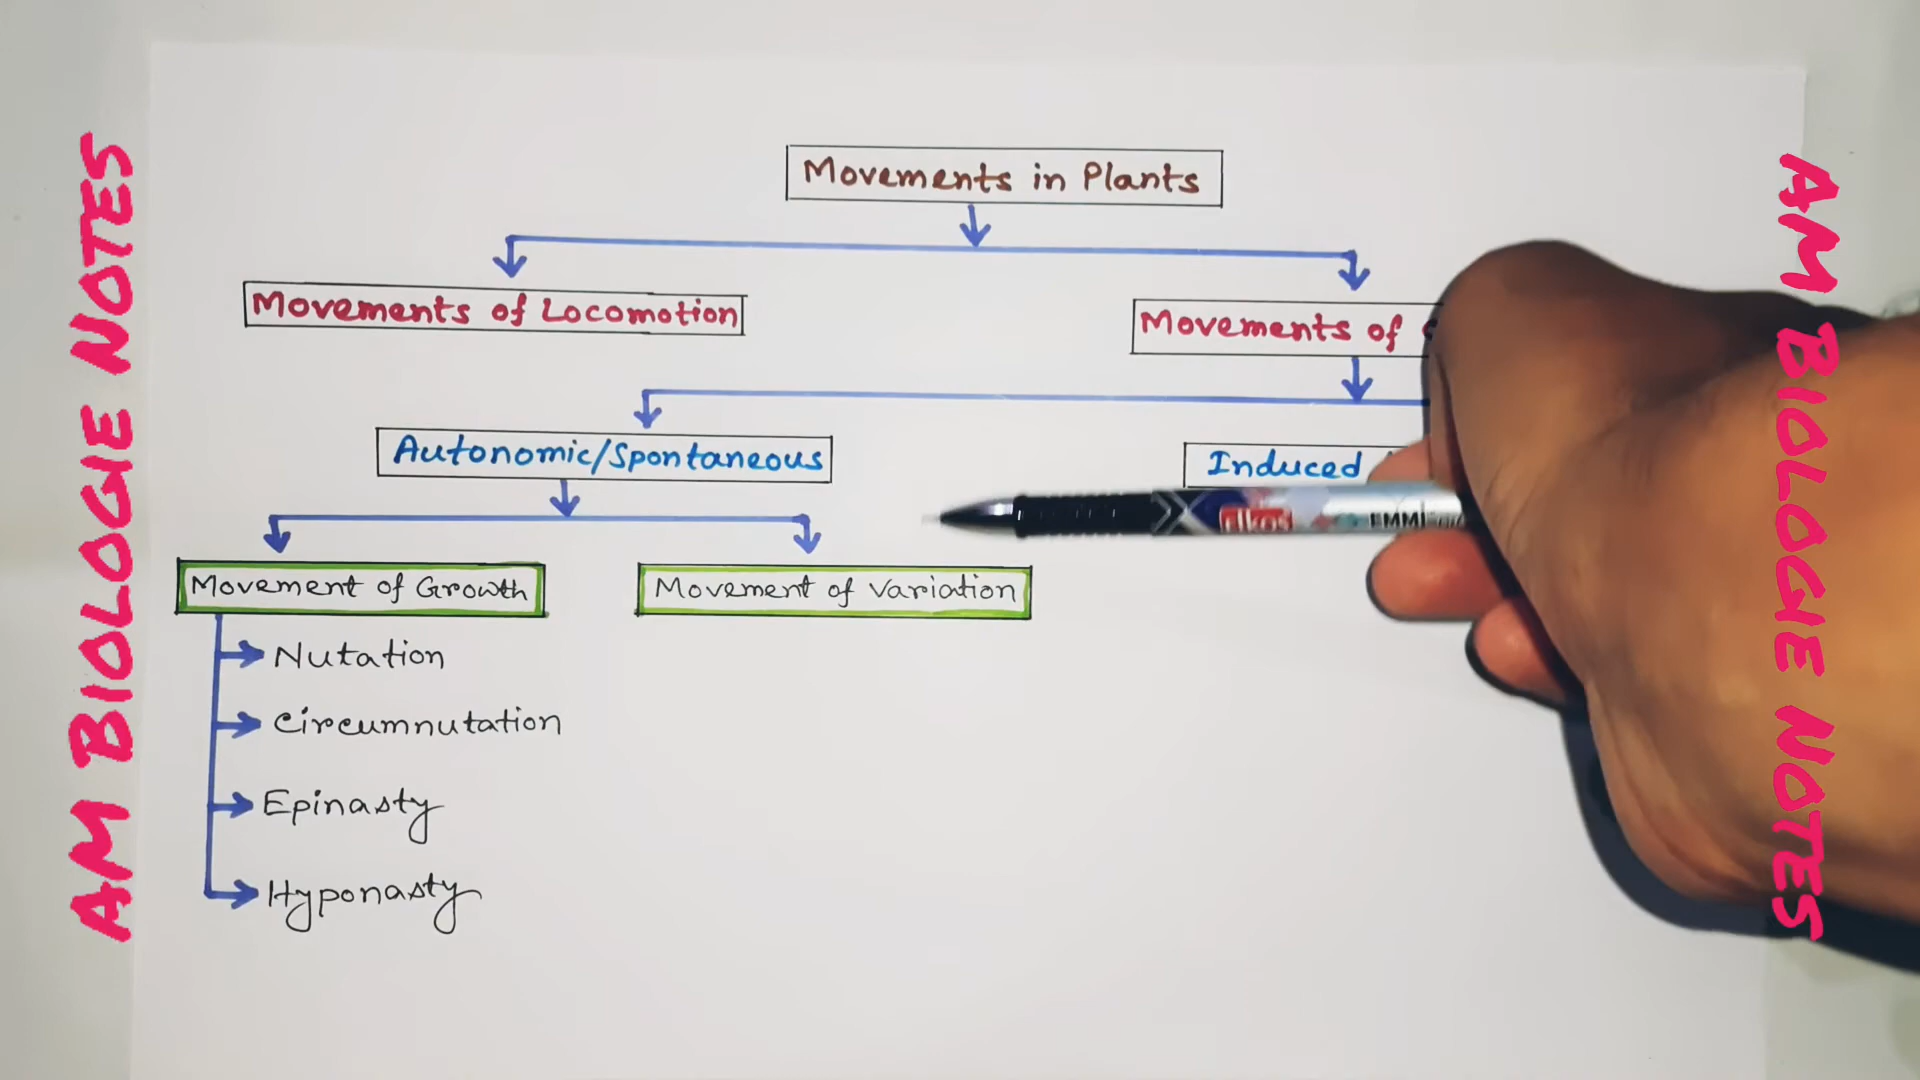 AM BIOLOGIE NOTES
Movements in Plants
Movements of Locomotion
Movements of
Autonomic/Spontaneous
Induced
elkos
Movement of Growth
Movement of Variation
Nutation
Circumnutation
Epinasty
Hyponasty
AM BIOLOGIE NOTES